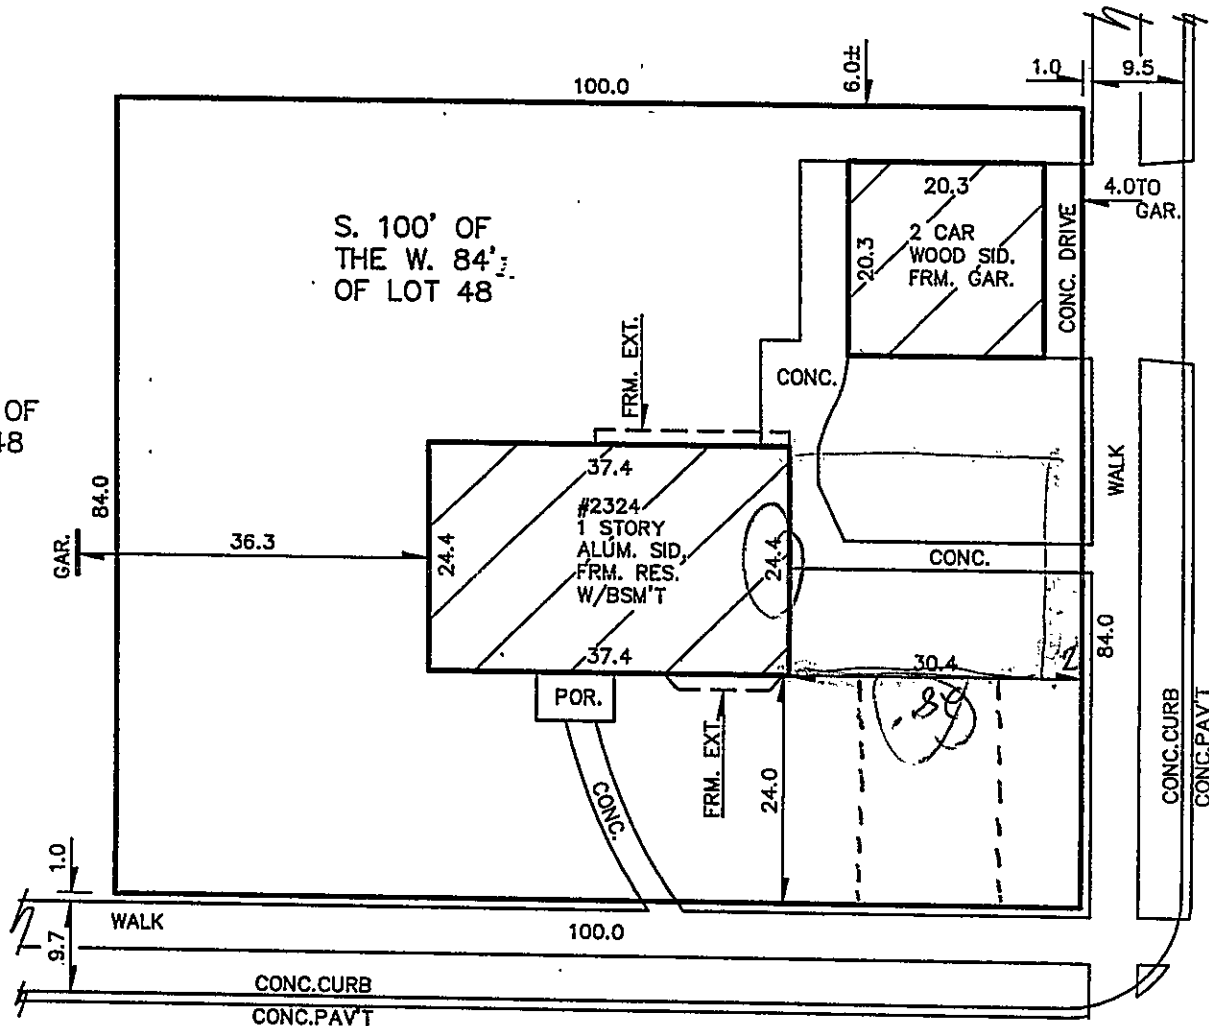 100.0
6.0±
1.0
9.5
S. 100' OF
THE W. 84'
OF LOT 48
20.3
20.3
2 CAR
WOOD SID.
FRM. GAR.
CONC. DRIVE
4.0TO
GAR.
OF
48
FRM. EXT.
CONC.
WALK
84.0
GAR.
36.3
37.4
24.4
#2324
1 STORY
ALUM. SID,
FRM. RES.
W/BSM'T
24.4
CONC.
37.4
30.4
2
84.0
POR.
FRM. EXT.
24.0
CONC.
CONC.CURB
CONC.PAV'T
1.0
WALK
9.7
100.0
CONC.CURB
CONC.PAV'T